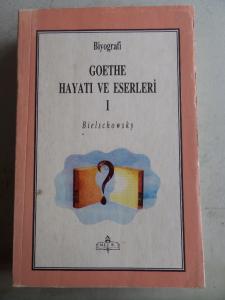 Biyografi
GOETHE
HAYATI VE ESERLERİ
I
Bielschowsky
?